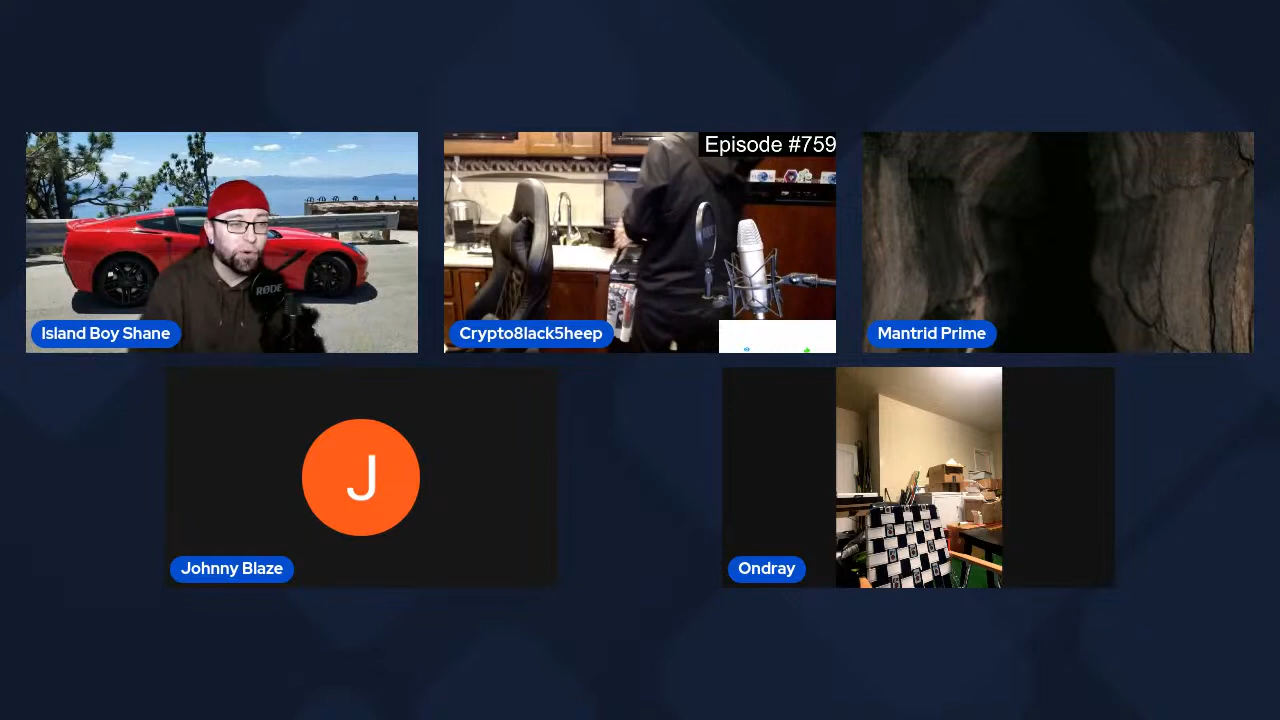 Episode #759
RØDE
Island Boy Shane
Crypto8lack5heep
Mantrid Prime
J
Johnny Blaze
Ondray